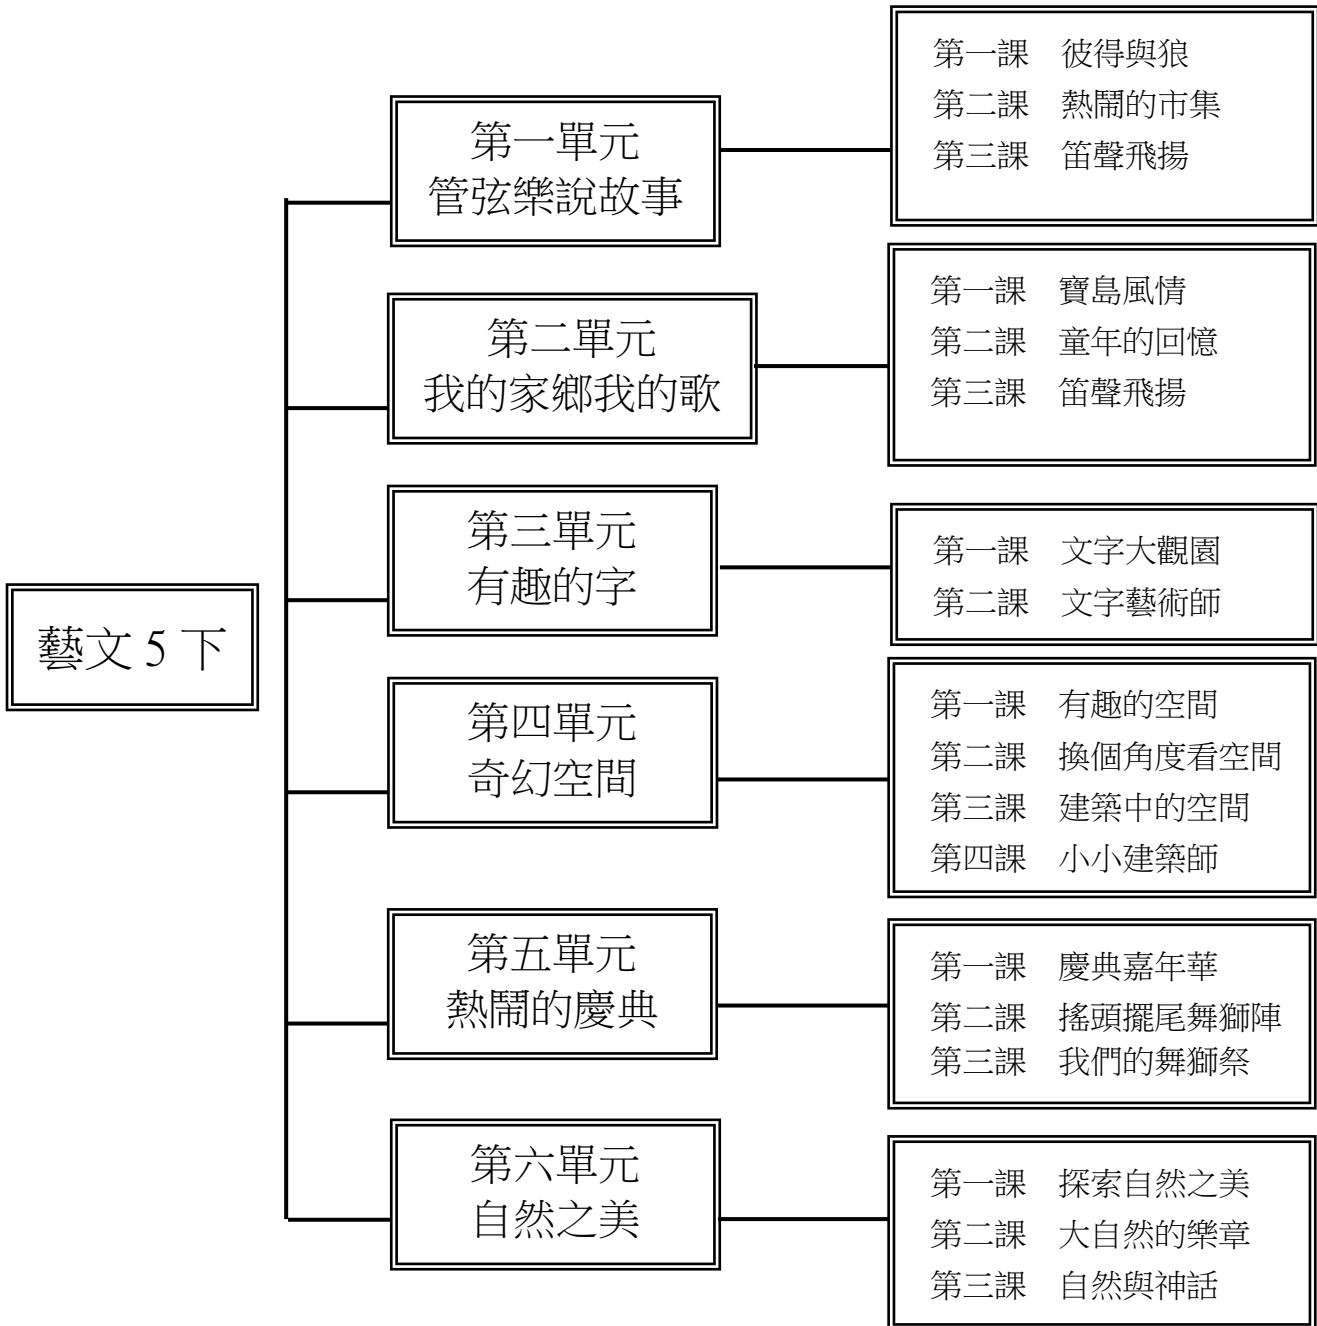 藝文 5 下
第一單元
管弦樂說故事
第一課　彼得與狼
第二課　熱鬧的市集
第三課　笛聲飛揚
第二單元
我的家鄉我的歌
第一課　寶島風情
第二課　童年的回憶
第三課　笛聲飛揚
第三單元
有趣的字
第一課　文字大觀園
第二課　文字藝術師
第四單元
奇幻空間
第一課　有趣的空間
第二課　換個角度看空間
第三課　建築中的空間
第四課　小小建築師
第五單元
熱鬧的慶典
第一課　慶典嘉年華
第二課　搖頭擺尾舞獅陣
第三課　我們的舞獅祭
第六單元
自然之美
第一課　探索自然之美
第二課　大自然的樂章
第三課　自然與神話